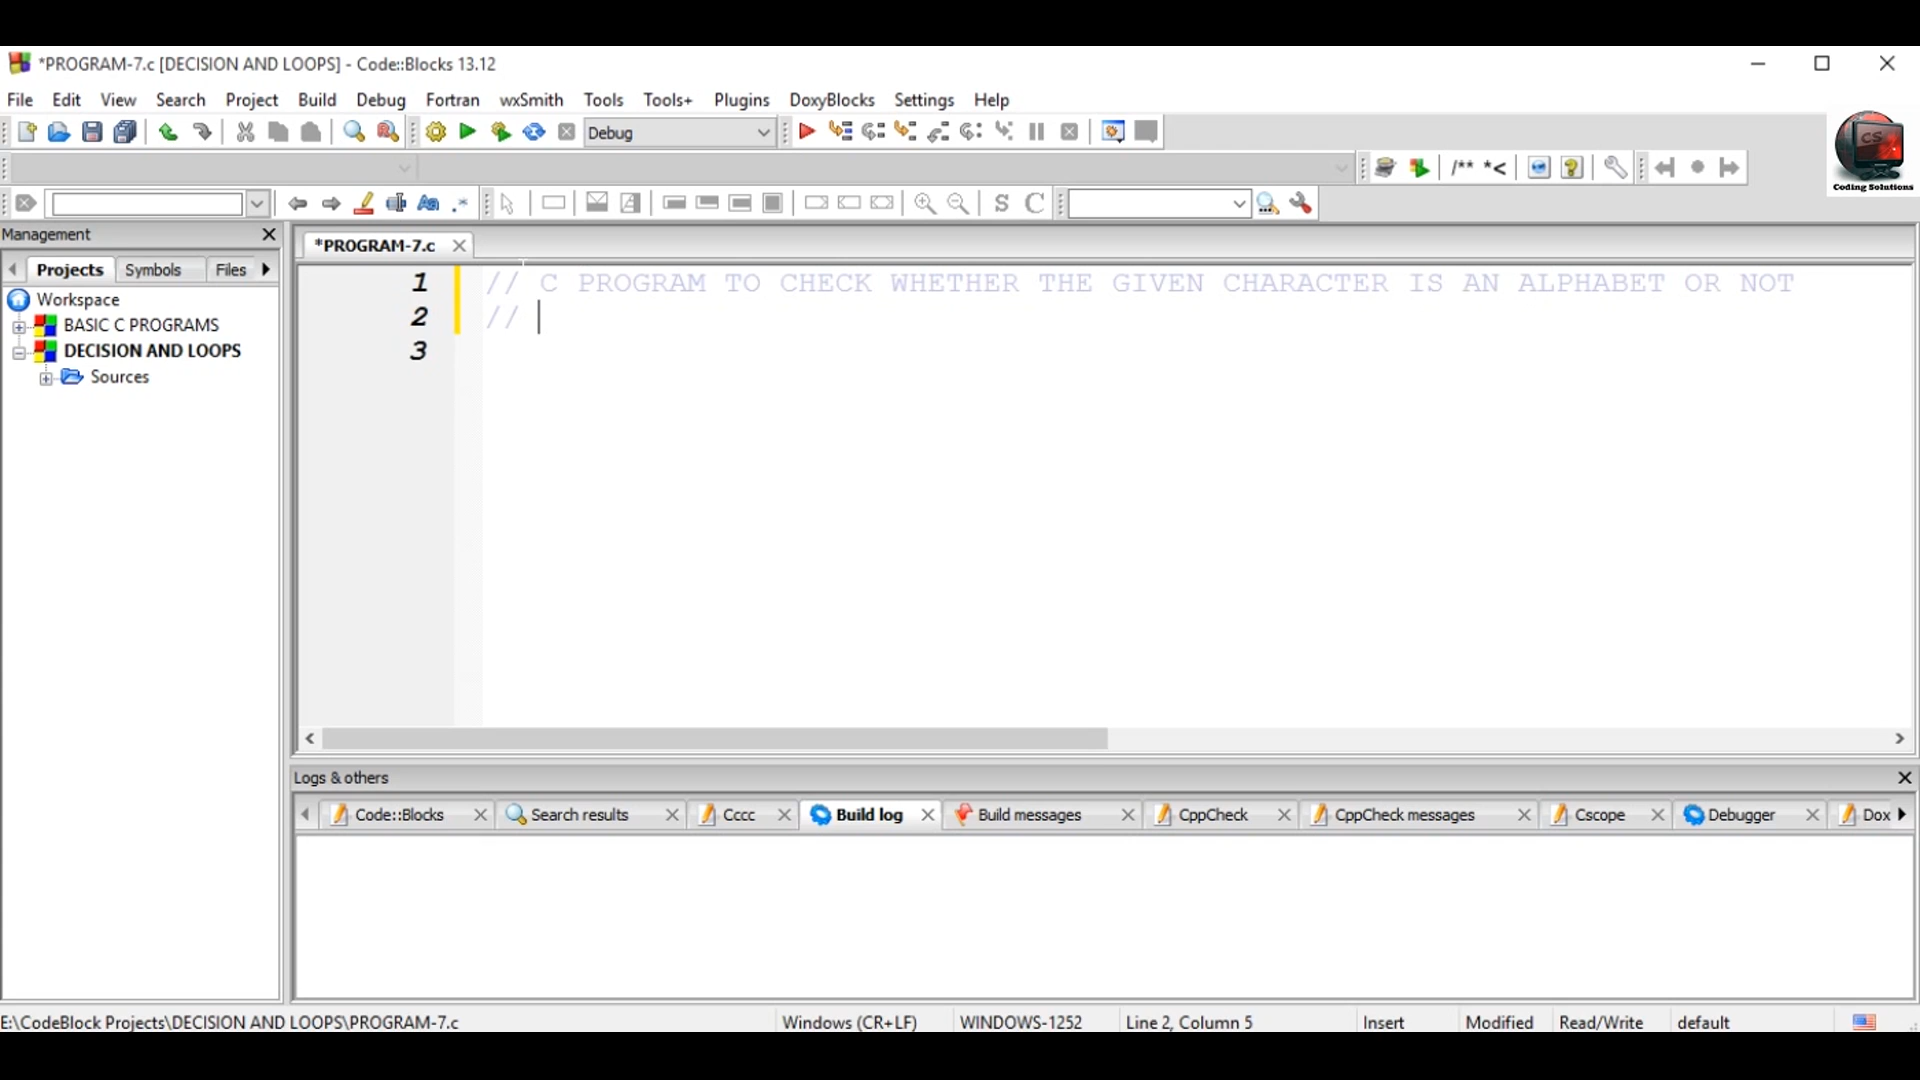 *PROGRAM-7.c [DECISION AND LOOPS] - Code::Blocks 13.12
File Edit View Search Project Build Debug Fortran wxSmith Tools Tools+ Plugins DoxyBlocks Settings Help
Debug
/** *<
S C
CS
Coding Solutions
Management
Projects Symbols Files
Workspace
BASIC C PROGRAMS
DECISION AND LOOPS
Sources
*PROGRAM-7.c
1 // C PROGRAM TO CHECK WHETHER THE GIVEN CHARACTER IS AN ALPHABET OR NOT
2 //
3
Logs & others
Code::Blocks Search results Cccc Build log Build messages CppCheck CppCheck messages Cscope Debugger Dox
E:\CodeBlock Projects\DECISION AND LOOPS\PROGRAM-7.c Windows (CR+LF) WINDOWS-1252 Line 2, Column 5 Insert Modified Read/Write default